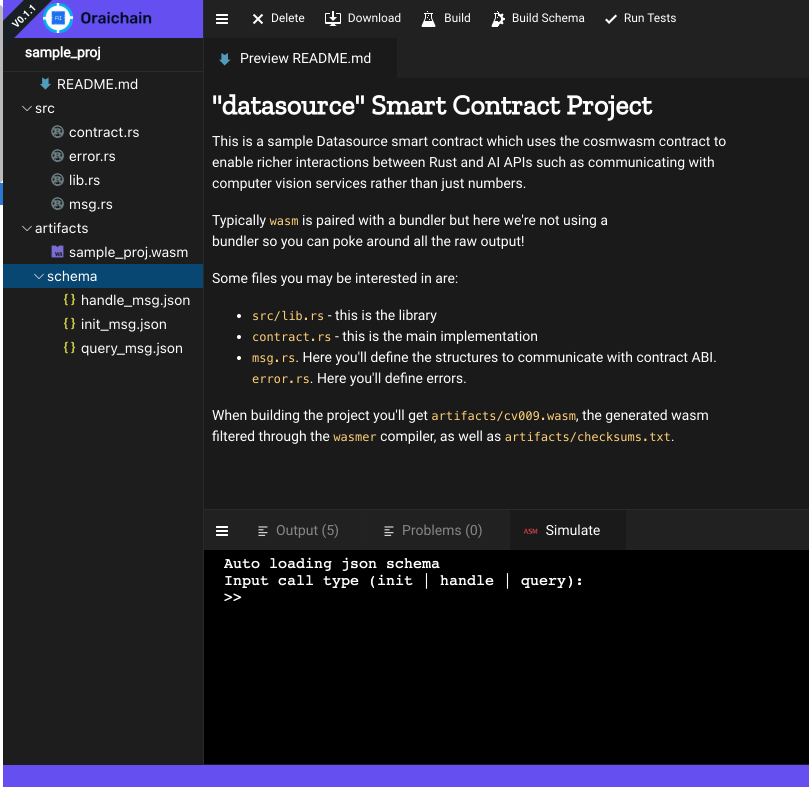 V0.1.1
Oraichain
Delete
Download
Build
Build Schema
Run Tests
sample_proj
README.md
src
contract.rs
error.rs
lib.rs
msg.rs
artifacts
sample_proj.wasm
schema
{} handle_msg.json
{} init_msg.json
{} query_msg.json
Preview README.md
"datasource" Smart Contract Project
This is a sample Datasource smart contract which uses the cosmwasm contract to
enable richer interactions between Rust and AI APIs such as communicating with
computer vision services rather than just numbers.
Typically wasm is paired with a bundler but here we're not using a
bundler so you can poke around all the raw output!
Some files you may be interested in are:
• src/lib.rs - this is the library
• contract.rs - this is the main implementation
• msg.rs. Here you'll define the structures to communicate with contract ABI.
error.rs. Here you'll define errors.
When building the project you'll get artifacts/cv009.wasm, the generated wasm
filtered through the wasmer compiler, as well as artifacts/checksums.txt.
Output (5)
Problems (0)
ASM Simulate
Auto loading json schema
Input call type (init | handle | query):
>>